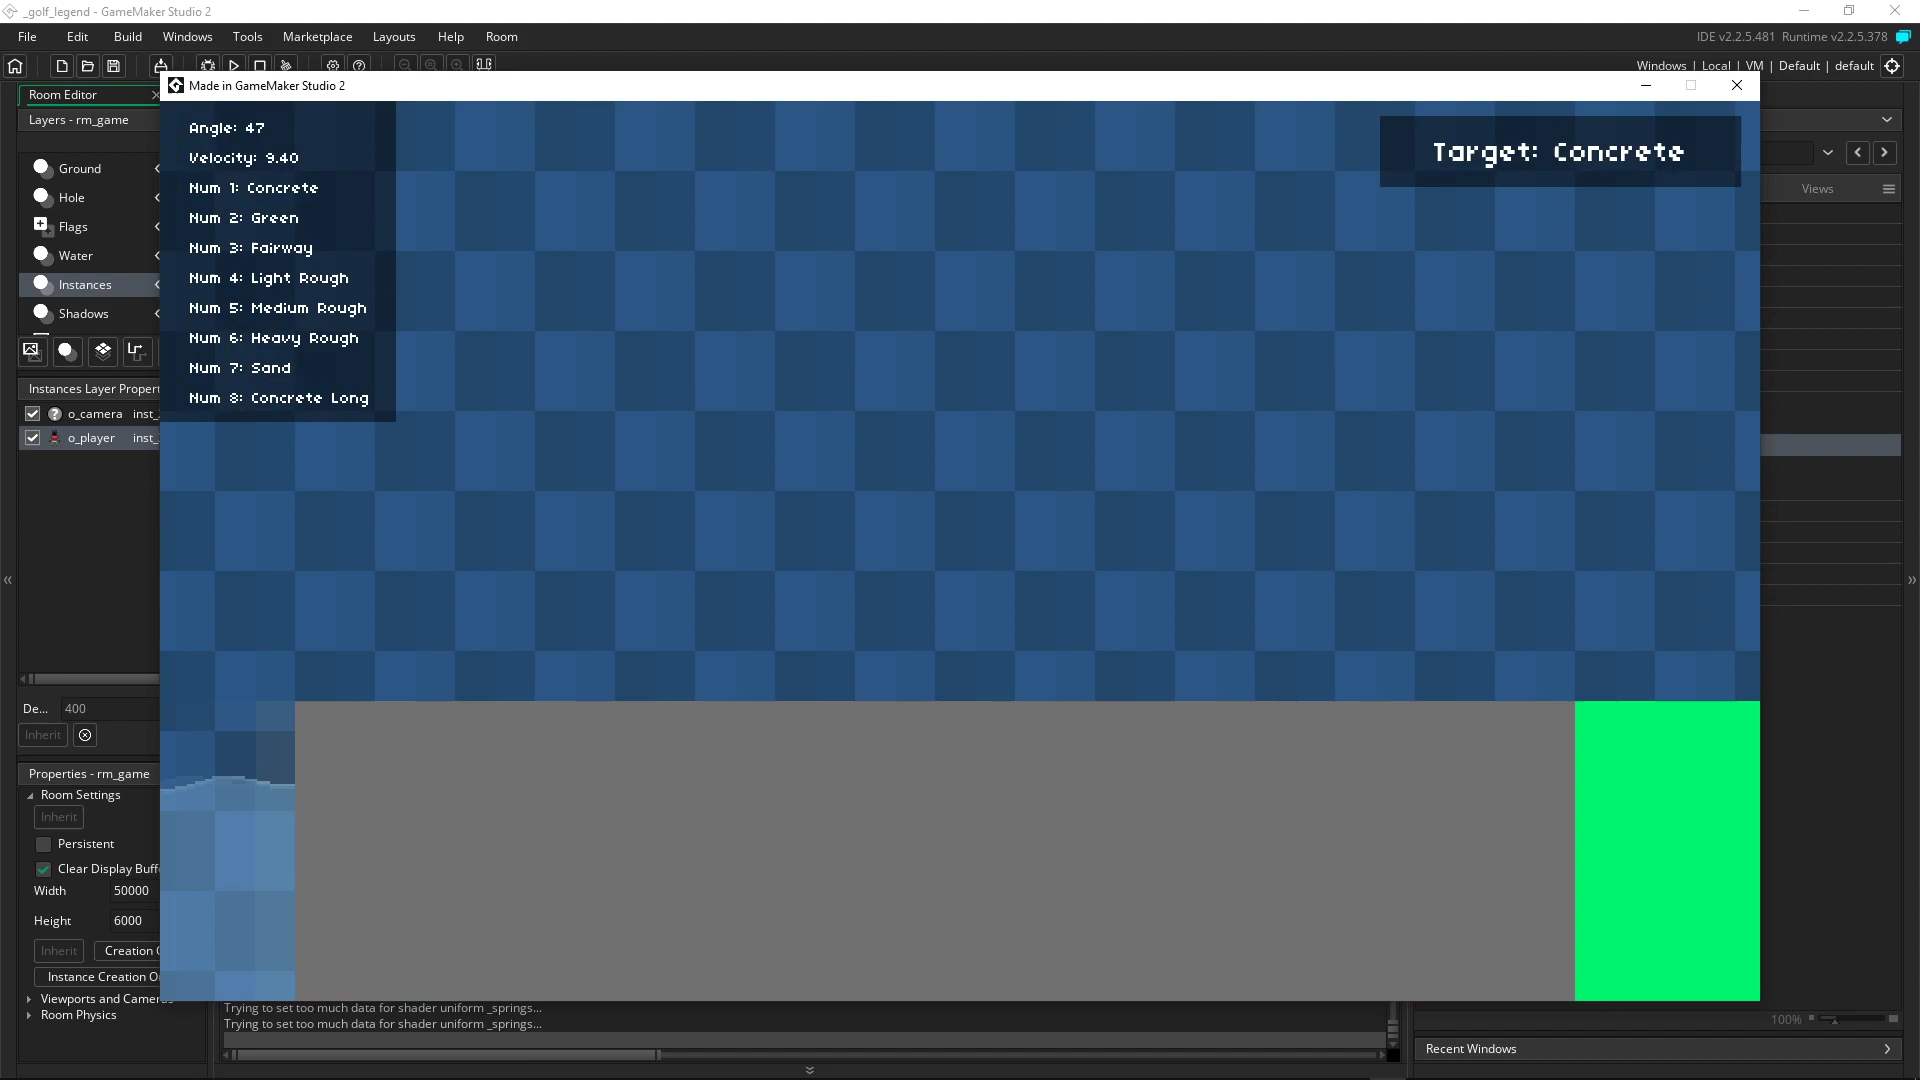 _golf_legend - GameMaker Studio 2
File Edit Build Windows Tools Marketplace Layouts Help Room
IDE v2.2.5.481 Runtime v2.2.5.378
Windows | Local | VM | Default | default
Room Editor
Made in GameMaker Studio 2
Layers - rm_game
Ground
Hole
Flags
Water
Instances
Shadows
Angle: 47
Velocity: 9.40
Num 1: Concrete
Num 2: Green
Num 3: Fairway
Num 4: Light Rough
Num 5: Medium Rough
Num 6: Heavy Rough
Num 7: Sand
Num 8: Concrete Long
Target: Concrete
Views
Instances Layer Propert
o_camera inst_
o_player inst_
De... 400
Inherit
Properties - rm_game
Room Settings
Inherit
Persistent
Clear Display Buff
Width 50000
Height 6000
Inherit Creation
Instance Creation
Viewports and Cameras
Room Physics
Trying to set too much data for shader uniform _springs...
Trying to set too much data for shader uniform _springs...
100%
Recent Windows